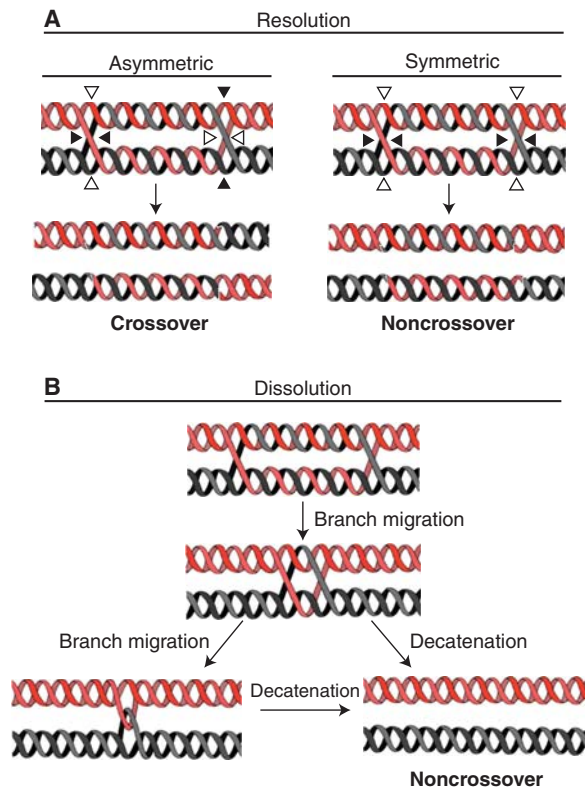 A
Resolution
Asymmetric
Symmetric
Crossover
Noncrossover
B
Dissolution
Branch migration
Branch migration
Decatenation
Decatenation
Noncrossover